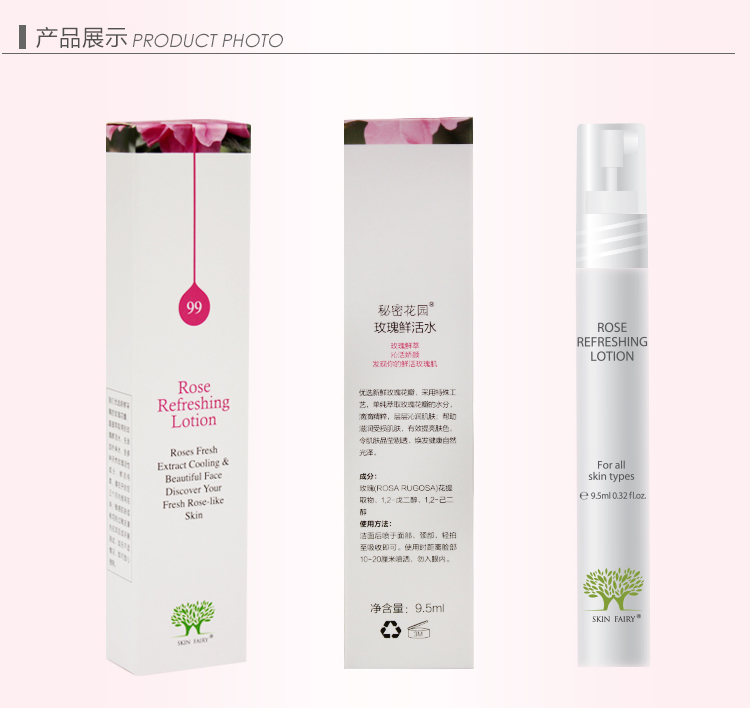 产品展示 PRODUCT PHOTO
99
Rose
Refreshing
Lotion
Roses Fresh
Extract Cooling &
Beautiful Face
Discover Your
Fresh Rose-like
Skin
SKIN FAIRY®
秘密花园®
玫瑰鲜活水
玫瑰鲜萃
沁活娇颜
发现你的鲜活玫瑰肌
优选新鲜玫瑰花瓣,采用特殊工
艺,单纯萃取玫瑰花瓣的水分,
滴滴精粹,层层沁润肌肤,帮助
滋润受损肌肤,有效提亮肤色,
令肌肤晶莹剔透,焕发健康自然
光泽。
成分:
玫瑰(ROSA RUGOSA)花提
取物、1,2-戊二醇、1,2-己二
醇
使用方法:
洁面后喷于面部、颈部,轻拍
至吸收即可,使用时距离脸部
10-20厘米喷洒,勿入眼内。
净含量:9.5ml
3M
ROSE
REFRESHING
LOTION
For all
skin types
℮ 9.5ml 0.32 fl.oz.
SKIN FAIRY®